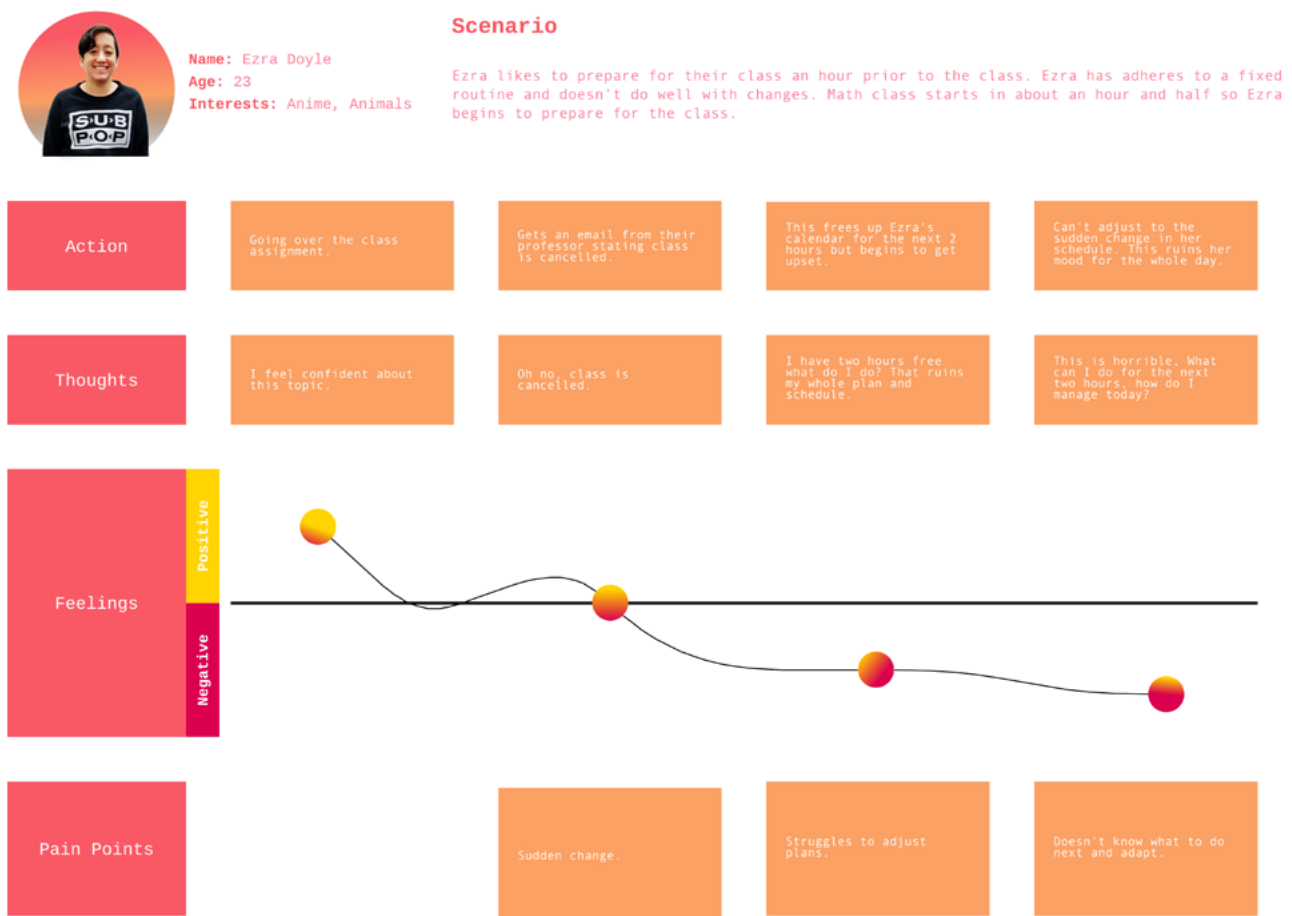 Scenario
Name: Ezra Doyle
Age: 23
Interests: Anime, Animals
Ezra likes to prepare for their class an hour prior to the class. Ezra has adheres to a fixed
routine and doesn't do well with changes. Math class starts in about an hour and half so Ezra
begins to prepare for the class.
SUB
POP
Action
Going over the class
assignment.
Gets an email from their
professor stating class
is cancelled.
This frees up Ezra's
calendar for the next 2
hours but begins to get
upset.
Can't adjust to the
sudden change in her
schedule. This ruins her
mood for the whole day.
Thoughts
I feel confident about
this topic.
Oh no, class is
cancelled.
I have two hours free
what do I do? That ruins
my whole plan and
schedule.
This is horrible, What
can I do for the next
two hours, how do I
manage today?
Feelings
Positive
Negative
Pain Points
Sudden change.
Struggles to adjust
plans.
Doesn't know what to do
next and adapt.